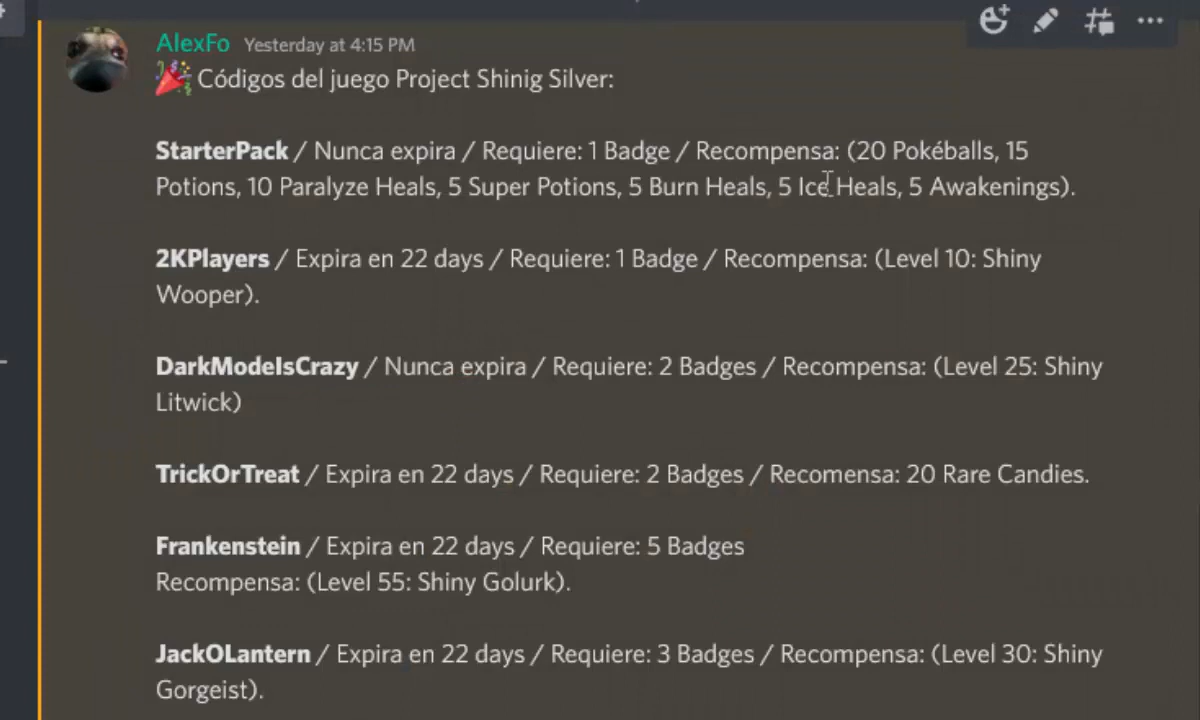 AlexFo Yesterday at 4:15 PM
Códigos del juego Project Shinig Silver:
StarterPack / Nunca expira / Requiere: 1 Badge / Recompensa: (20 Pokéballs, 15
Potions, 10 Paralyze Heals, 5 Super Potions, 5 Burn Heals, 5 Ice Heals, 5 Awakenings).
2KPlayers / Expira en 22 days / Requiere: 1 Badge / Recompensa: (Level 10: Shiny
Wooper).
DarkModeIsCrazy / Nunca expira / Requiere: 2 Badges / Recompensa: (Level 25: Shiny
Litwick)
TrickOrTreat / Expira en 22 days / Requiere: 2 Badges / Recomensa: 20 Rare Candies.
Frankenstein / Expira en 22 days / Requiere: 5 Badges
Recompensa: (Level 55: Shiny Golurk).
JackOLantern / Expira en 22 days / Requiere: 3 Badges / Recompensa: (Level 30: Shiny
Gorgeist).